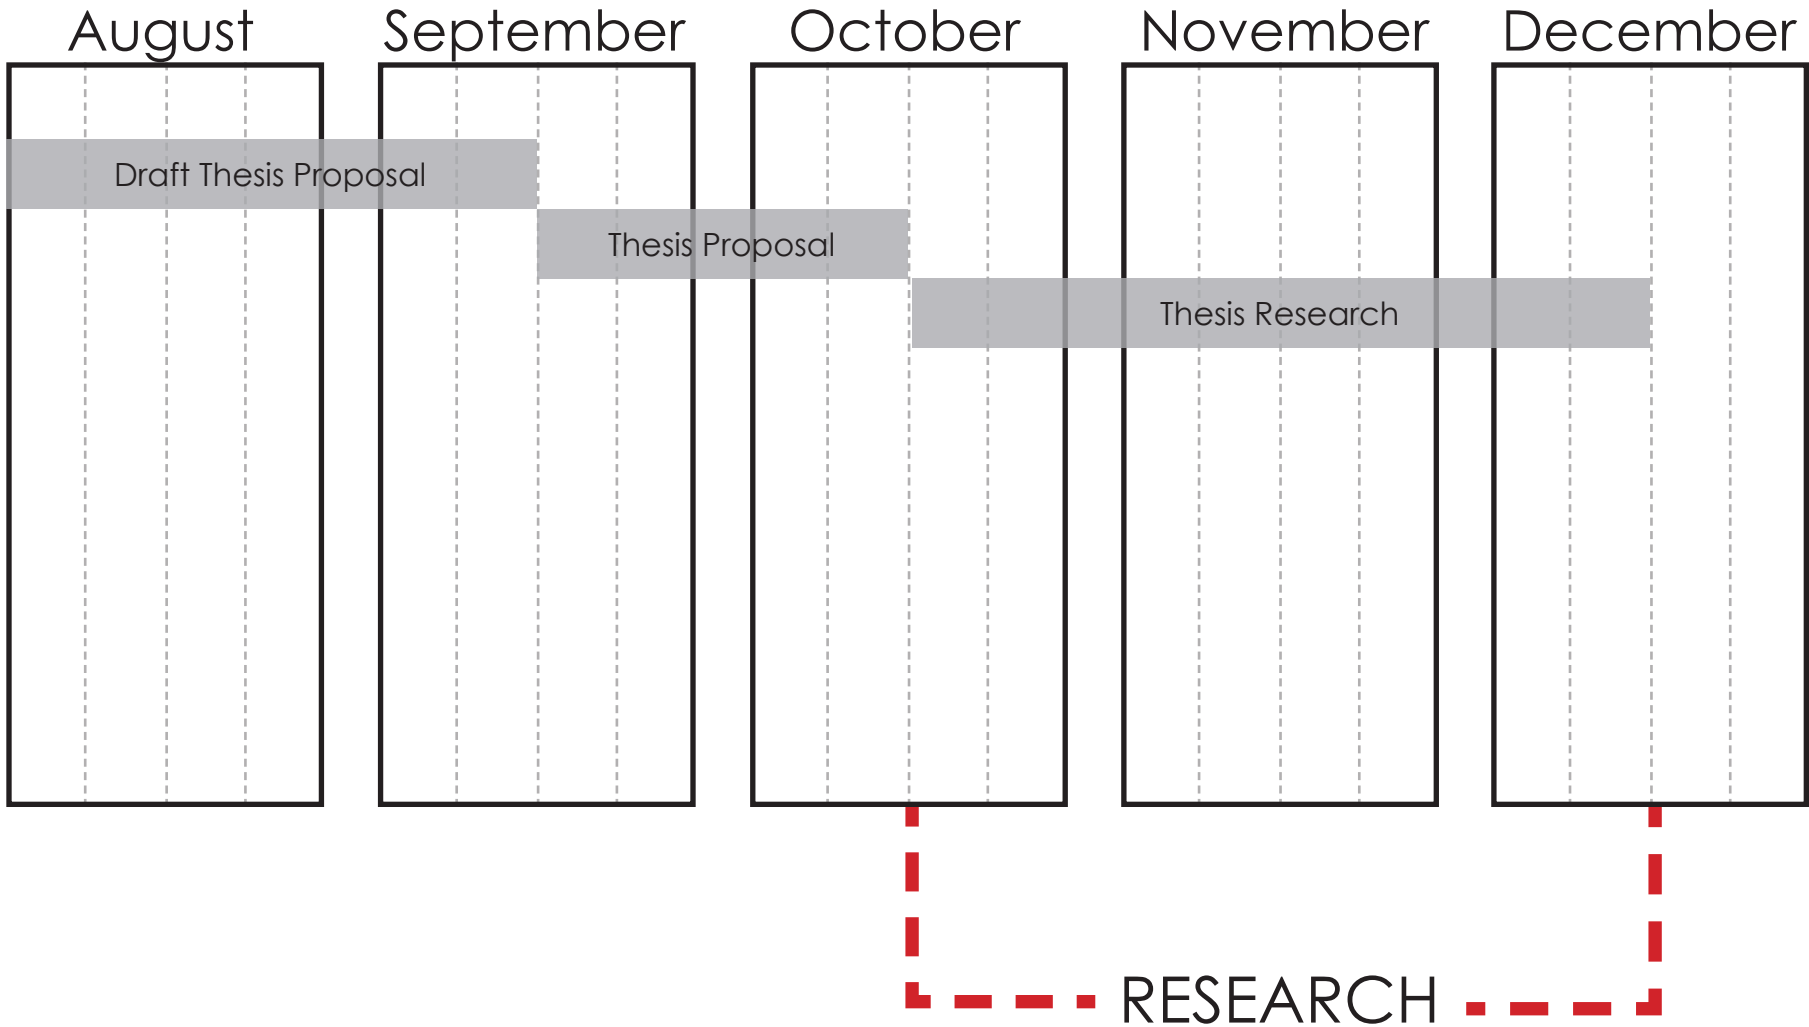 August September October November December
Draft Thesis Proposal
Thesis Proposal
Thesis Research
RESEARCH